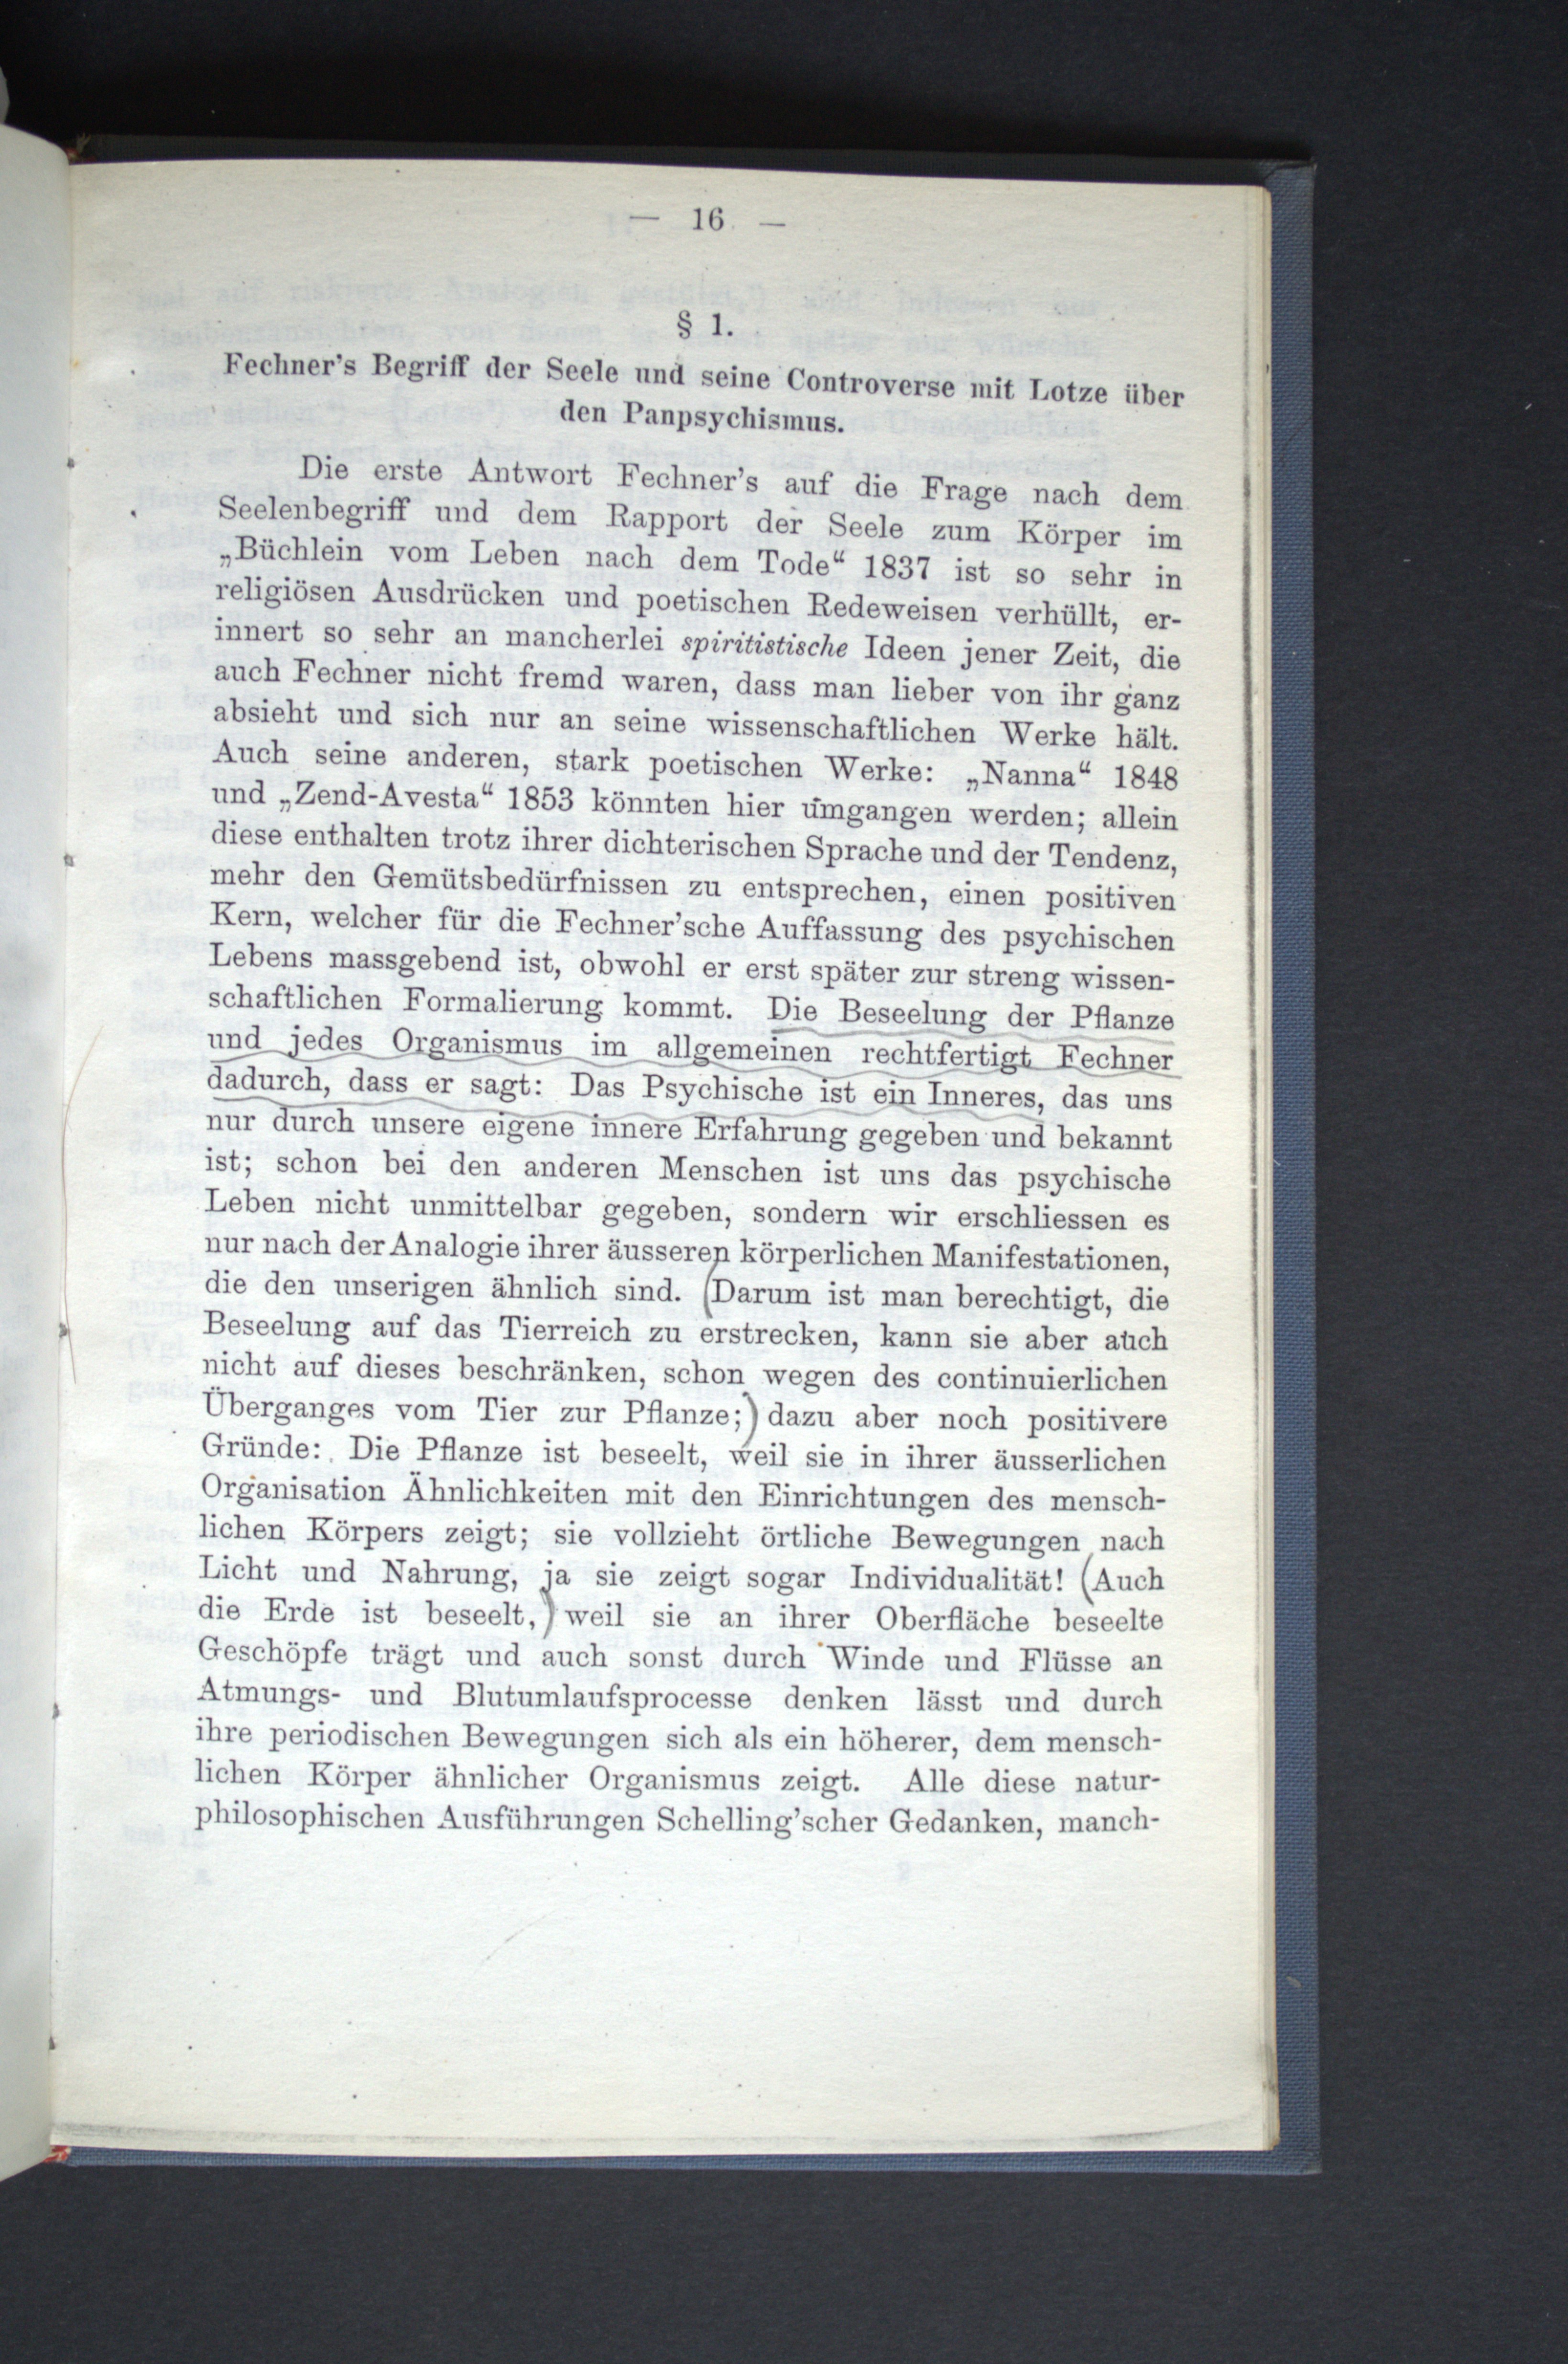 — 16 —
§ 1.
Fechner's Begriff der Seele und seine Controverse mit Lotze über
den Panpsychismus.
Die erste Antwort Fechner's auf die Frage nach dem
Seelenbegriff und dem Rapport der Seele zum Körper im
„Büchlein vom Leben nach dem Tode“ 1837 ist so sehr in
religiösen Ausdrücken und poetischen Redeweisen verhüllt, er-
innert so sehr an mancherlei spiritistische Ideen jener Zeit, die
auch Fechner nicht fremd waren, dass man lieber von ihr ganz
absieht und sich nur an seine wissenschaftlichen Werke hält.
Auch seine anderen, stark poetischen Werke: „Nanna“ 1848
und „Zend-Avesta“ 1853 könnten hier umgangen werden; allein
diese enthalten trotz ihrer dichterischen Sprache und der Tendenz,
mehr den Gemütsbedürfnissen zu entsprechen, einen positiven
Kern, welcher für die Fechner'sche Auffassung des psychischen
Lebens massgebend ist, obwohl er erst später zur streng wissen-
schaftlichen Formalierung kommt. Die Beseelung der Pflanze
und jedes Organismus im allgemeinen rechtfertigt Fechner
dadurch, dass er sagt: Das Psychische ist ein Inneres, das uns
nur durch unsere eigene innere Erfahrung gegeben und bekannt
ist; schon bei den anderen Menschen ist uns das psychische
Leben nicht unmittelbar gegeben, sondern wir erschliessen es
nur nach der Analogie ihrer äusseren körperlichen Manifestationen,
die den unserigen ähnlich sind. (Darum ist man berechtigt, die
Beseelung auf das Tierreich zu erstrecken, kann sie aber auch
nicht auf dieses beschränken, schon wegen des continuierlichen
Überganges vom Tier zur Pflanze;) dazu aber noch positivere
Gründe: Die Pflanze ist beseelt, weil sie in ihrer äusserlichen
Organisation Ähnlichkeiten mit den Einrichtungen des mensch-
lichen Körpers zeigt; sie vollzieht örtliche Bewegungen nach
Licht und Nahrung, ja sie zeigt sogar Individualität! (Auch
die Erde ist beseelt,) weil sie an ihrer Oberfläche beseelte
Geschöpfe trägt und auch sonst durch Winde und Flüsse an
Atmungs- und Blutumlaufsprocesse denken lässt und durch
ihre periodischen Bewegungen sich als ein höherer, dem mensch-
lichen Körper ähnlicher Organismus zeigt. Alle diese natur-
philosophischen Ausführungen Schelling'scher Gedanken, manch-